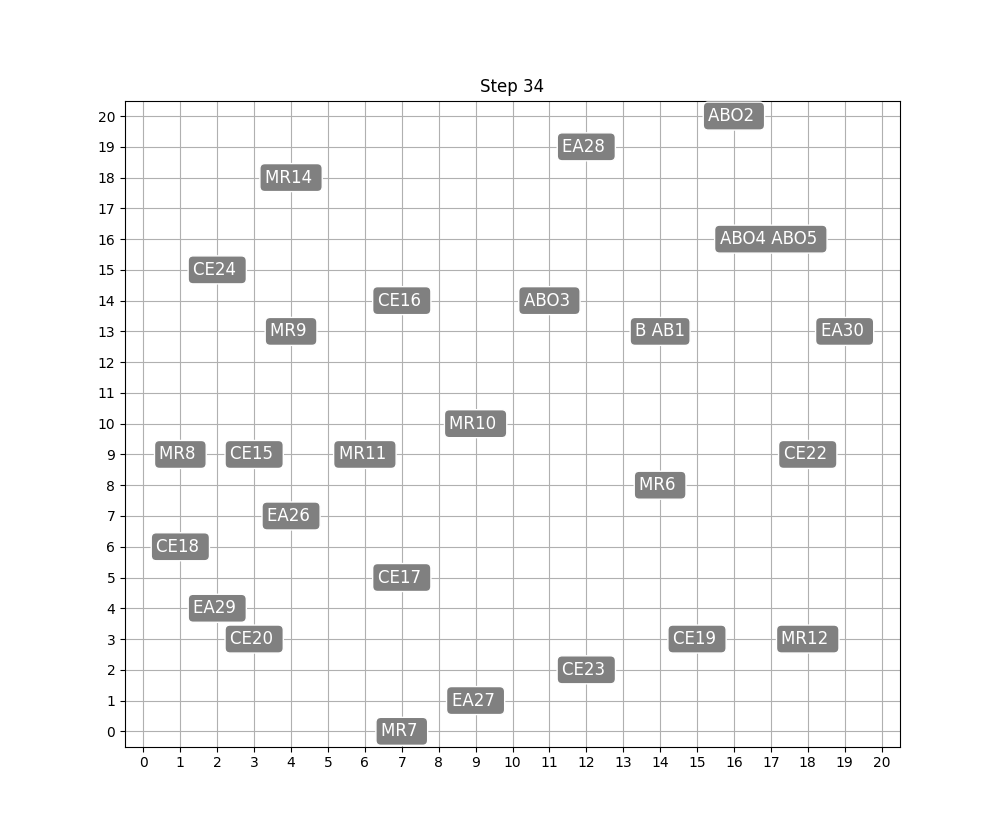 Step 34
20
ABO2
19
EA28
18
MR14
17
16
ABO4 ABO5
15
CE24
14
CE16
ABO3
13
MR9
B AB1
EA30
12
11
10
MR10
9
MR8
CE15
MR11
CE22
8
MR6
7
EA26
6
CE18
5
CE17
4
EA29
3
CE20
CE19
MR12
2
CE23
1
EA27
0
MR7
0 1 2 3 4 5 6 7 8 9 10 11 12 13 14 15 16 17 18 19 20